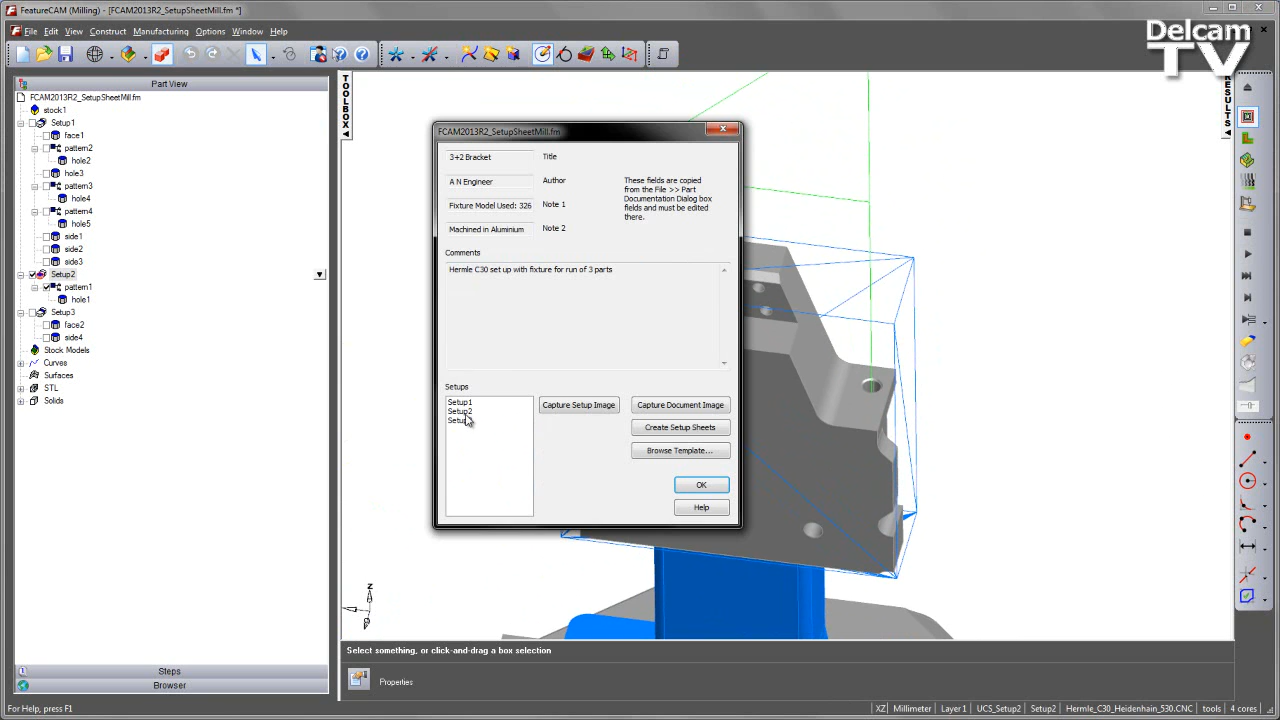 FeatureCAM (Milling) - [FCAM2013R2_SetupSheetMill.fm *]
File Edit View Construct Manufacturing Options Window Help
Delcam
TV
Part View
FCAM2013R2_SetupSheetMill.fm
stock1
Setup1
face1
pattern2
hole2
hole3
pattern3
hole4
pattern4
hole5
side1
side2
side3
Setup2
pattern1
hole1
Setup3
face2
side4
Stock Models
Curves
Surfaces
STL
Solids
Steps
Browser
TOOLBOX
RESULTS
FCAM2013R2_SetupSheetMill.fm
3+2 Bracket Title
A N Engineer Author
Fixture Model Used: 326 Note 1
Machined in Aluminium Note 2
These fields are copied
from the File >> Part
Documentation Dialog box
fields and must be edited
there.
Comments
Hermle C30 set up with fixture for run of 3 parts
Setups
Setup1
Setup2
Capture Setup Image
Capture Document Image
Create Setup Sheets
Browse Template...
OK
Help
Z
X
Y
Select something, or click-and-drag a box selection
Properties
For Help, press F1
XZ Millimeter Layer1 UCS_Setup2 Setup2 Hermle_C30_Heidenhain_530.CNC tools 4 cores